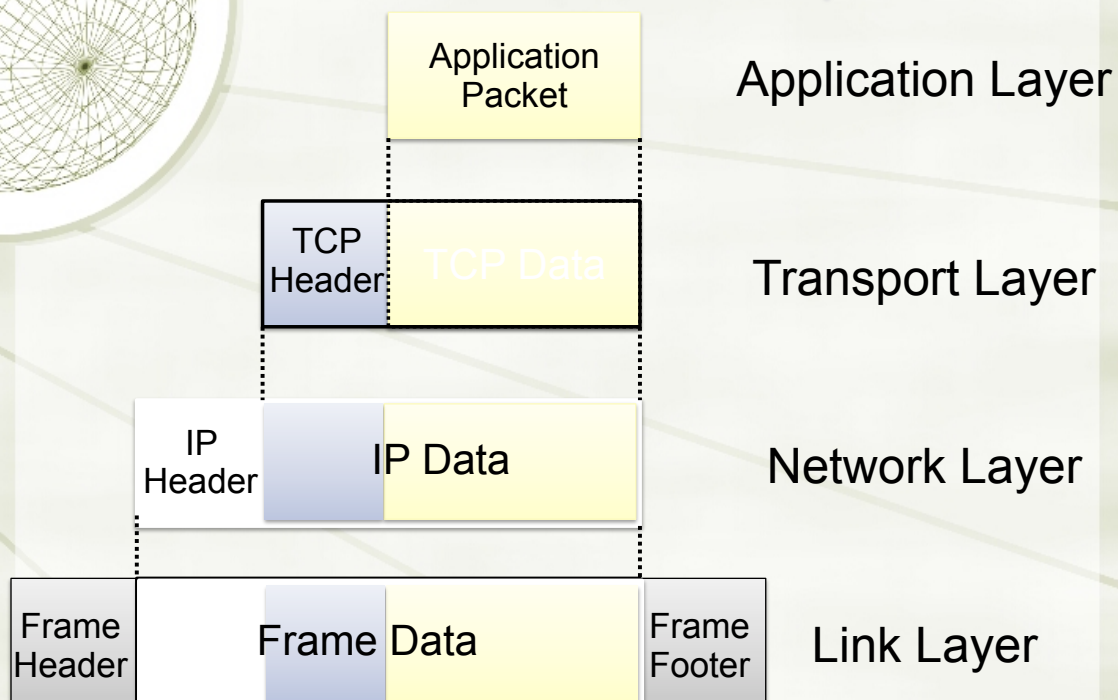 Application
Packet
Application Layer
TCP
Header
TCP Data
Transport Layer
IP
Header
IP Data
Network Layer
Frame
Header
Frame Data
Frame
Footer
Link Layer